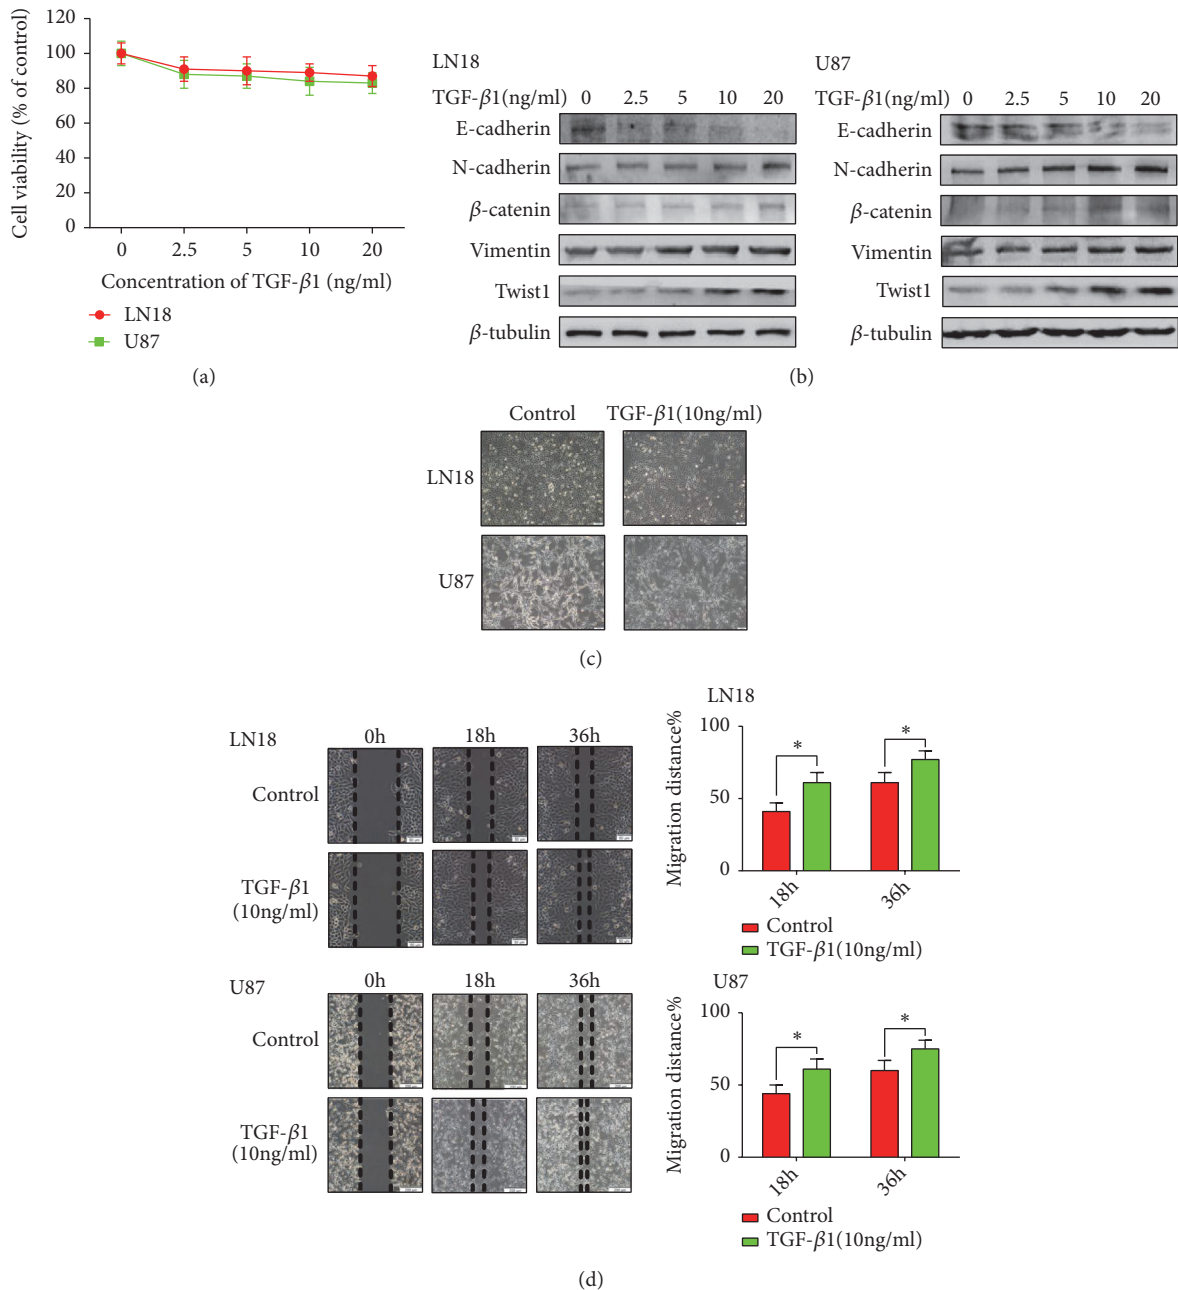 Cell viability (% of control)
120
100
80
60
40
20
0
0 2.5 5 10 20
Concentration of TGF-β1 (ng/ml)
LN18
U87
(a)
LN18
TGF-β1(ng/ml) 0 2.5 5 10 20
E-cadherin
N-cadherin
β-catenin
Vimentin
Twist1
β-tubulin
U87
TGF-β1(ng/ml) 0 2.5 5 10 20
E-cadherin
N-cadherin
β-catenin
Vimentin
Twist1
β-tubulin
(b)
Control TGF-β1(10ng/ml)
LN18
U87
(c)
LN18 0h 18h 36h
Control
TGF-β1
(10ng/ml)
U87 0h 18h 36h
Control
TGF-β1
(10ng/ml)
LN18
Migration distance%
100
50
0
* *
18h 36h
Control
TGF-β1(10ng/ml)
U87
Migration distance%
100
50
0
* *
18h 36h
Control
TGF-β1(10ng/ml)
(d)